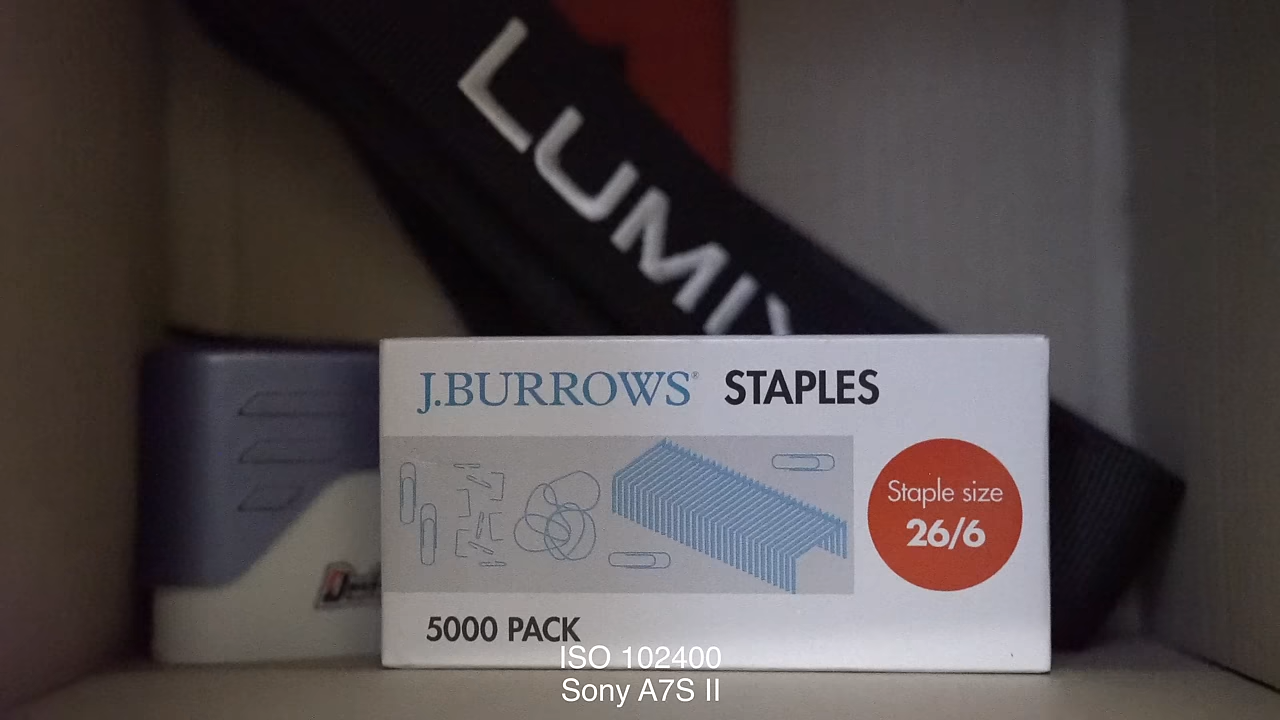 LUMIX
J.BURROWS® STAPLES
Staple size
26/6
5000 PACK
ISO 102400
Sony A7S II